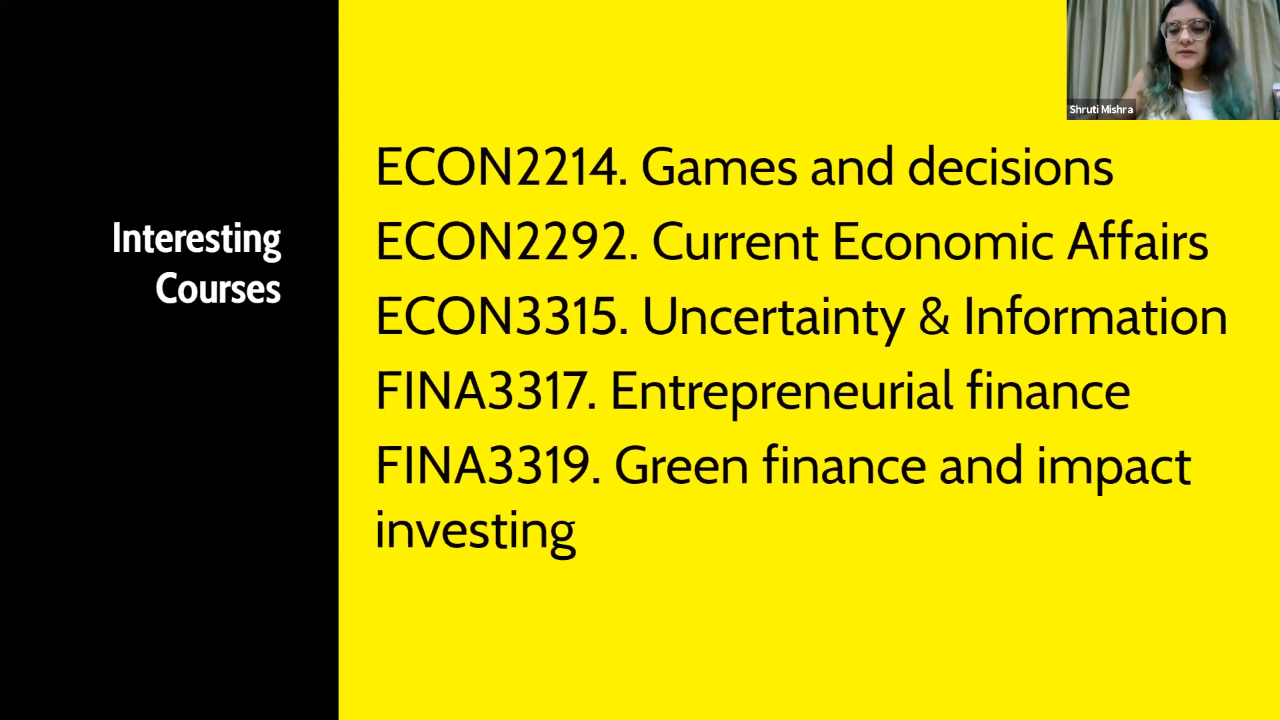 Shruti Mishra
Interesting
Courses
ECON2214. Games and decisions
ECON2292. Current Economic Affairs
ECON3315. Uncertainty & Information
FINA3317. Entrepreneurial finance
FINA3319. Green finance and impact
investing